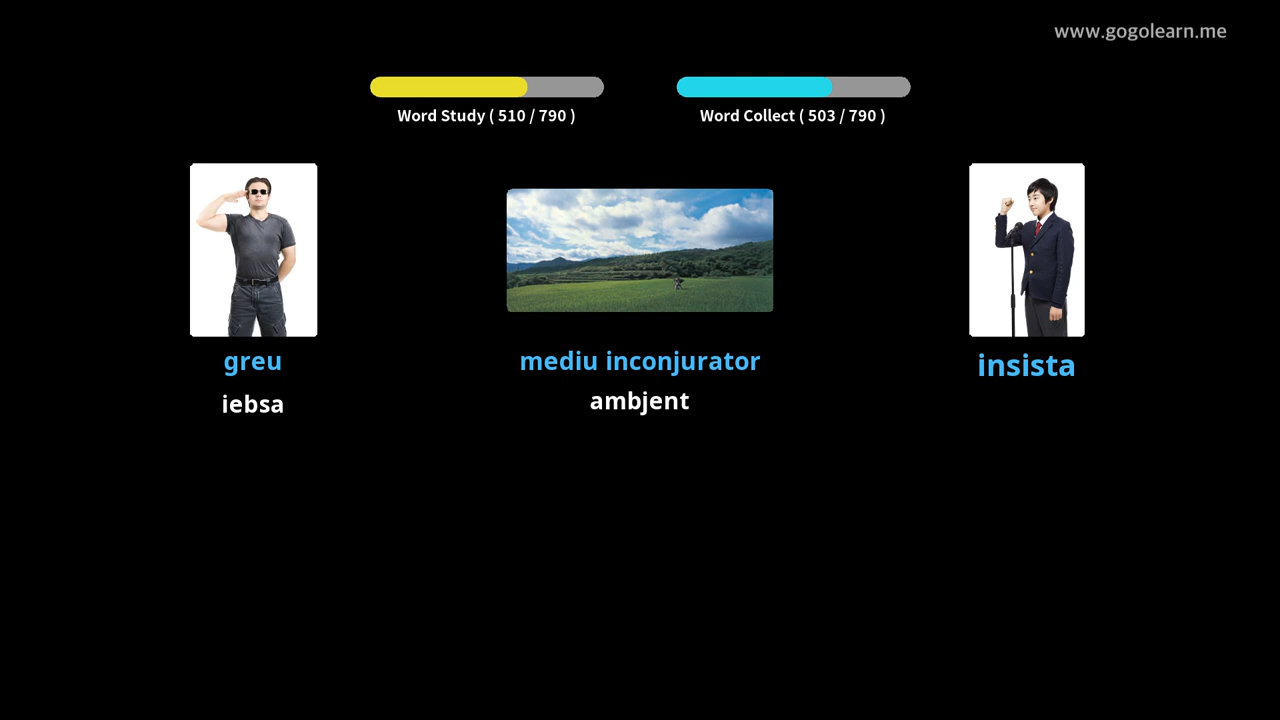 www.gogolearn.me
Word Study ( 510 / 790 )
Word Collect ( 503 / 790 )
greu
mediu inconjurator
insista
iebsa
ambjent